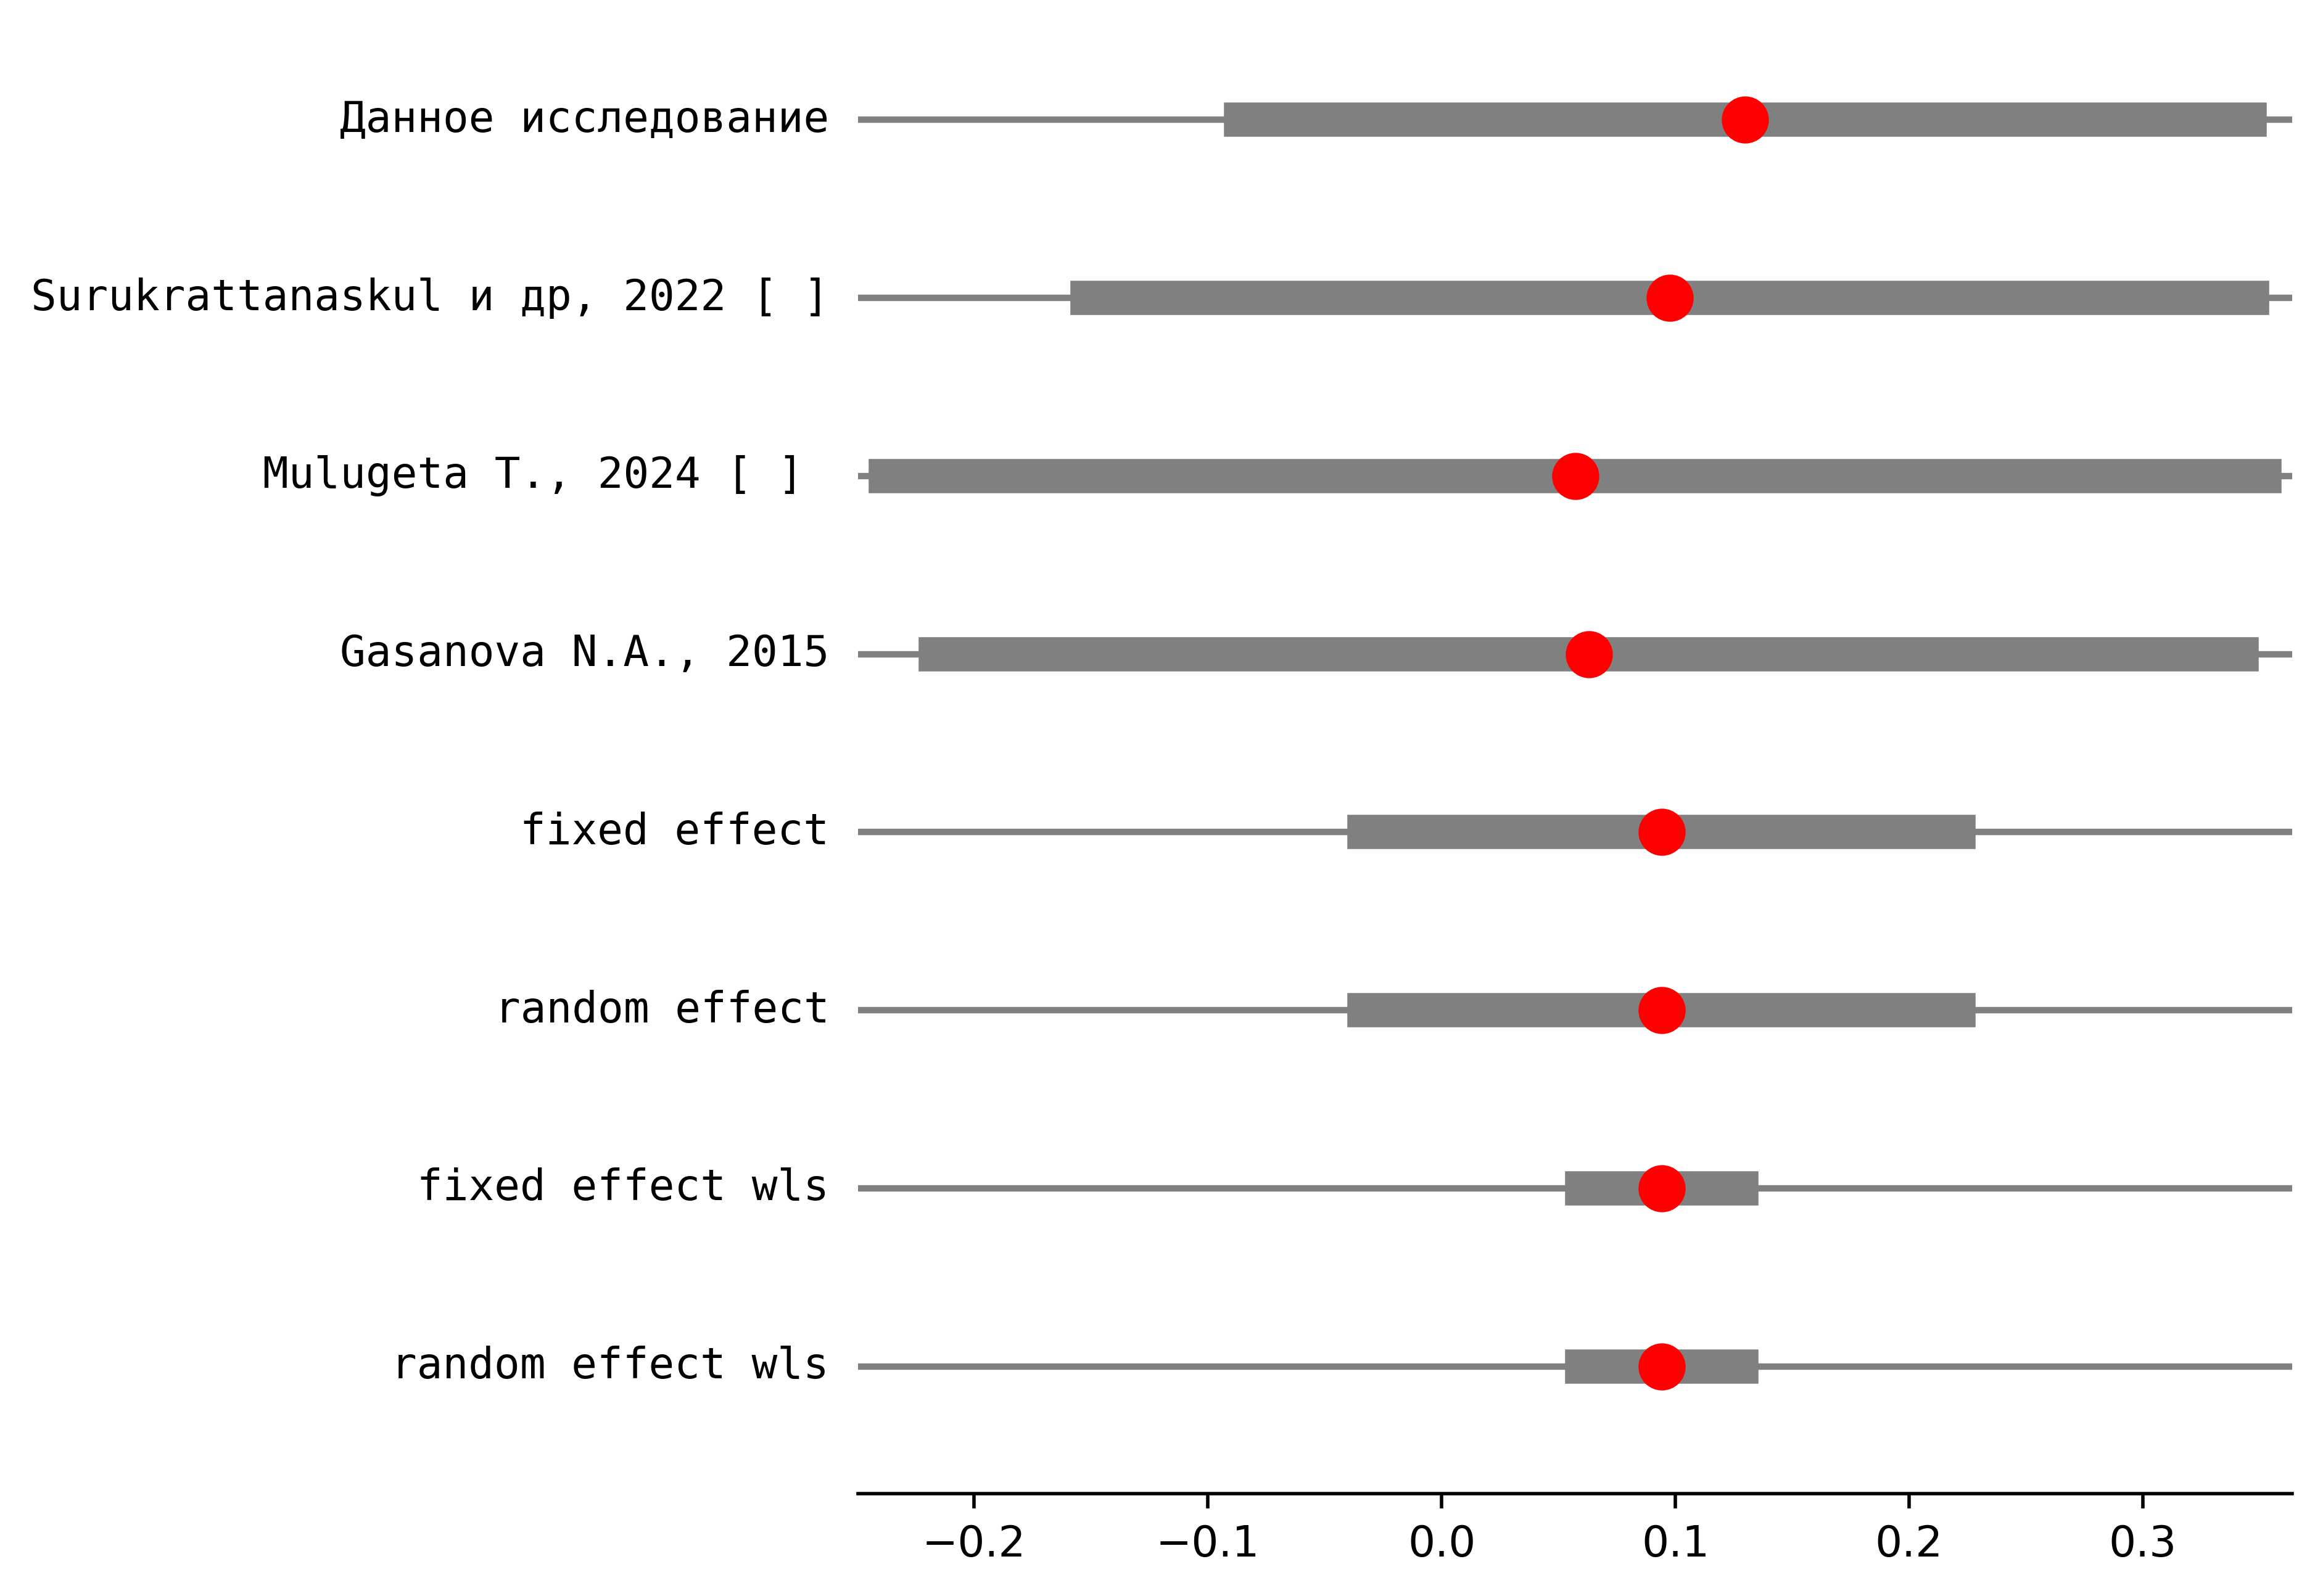 Данное исследование
Surukrattanaskul и др, 2022 [ ]
Mulugeta T., 2024 [ ]
Gasanova N.A., 2015
fixed effect
random effect
fixed effect wls
random effect wls
−0.2 −0.1 0.0 0.1 0.2 0.3